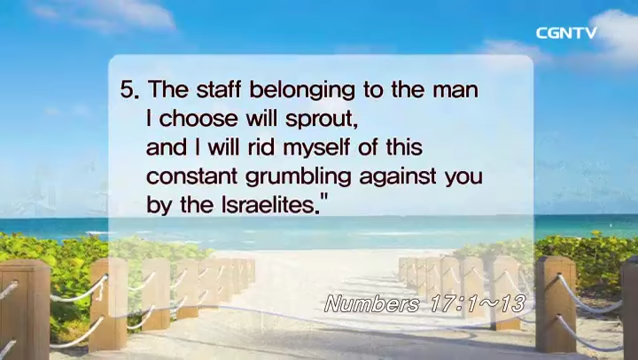 CGNTV
5. The staff belonging to the man
I choose will sprout,
and I will rid myself of this
constant grumbling against you
by the Israelites."
Numbers 17:1~13